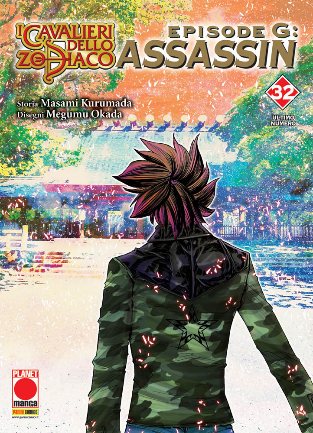 I CAVALIERI
DELLO
ZODIACO
EPISODE G:
ASSASSIN
Storia Masami Kurumada
Disegni Megumu Okada
32
ULTIMO
NUMERO
PLANET
manga